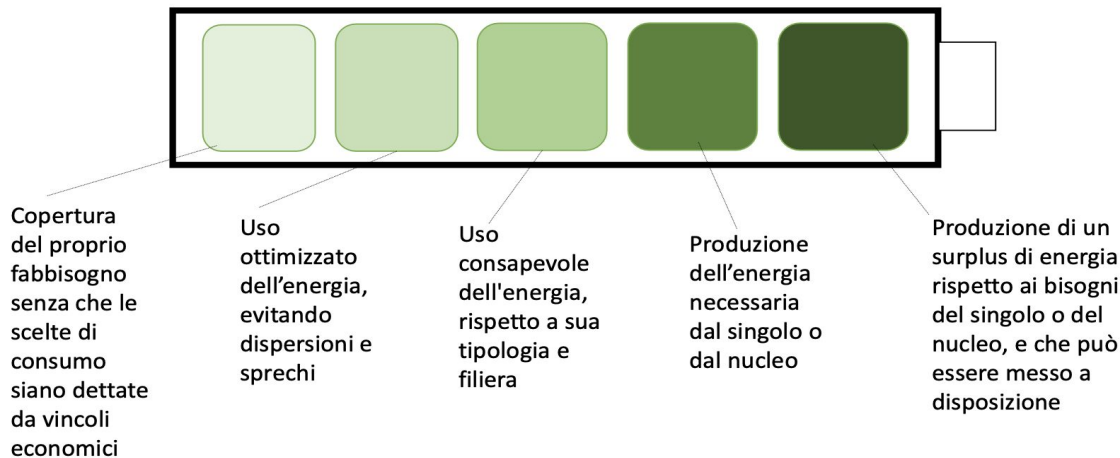 Copertura
del proprio
fabbisogno
senza che le
scelte di
consumo
siano dettate
da vincoli
economici
Uso
ottimizzato
dell’energia,
evitando
dispersioni e
sprechi
Uso
consapevole
dell'energia,
rispetto a sua
tipologia e
filiera
Produzione
dell’energia
necessaria
dal singolo o
dal nucleo
Produzione di un
surplus di energia
rispetto ai bisogni
del singolo o del
nucleo, e che può
essere messo a
disposizione